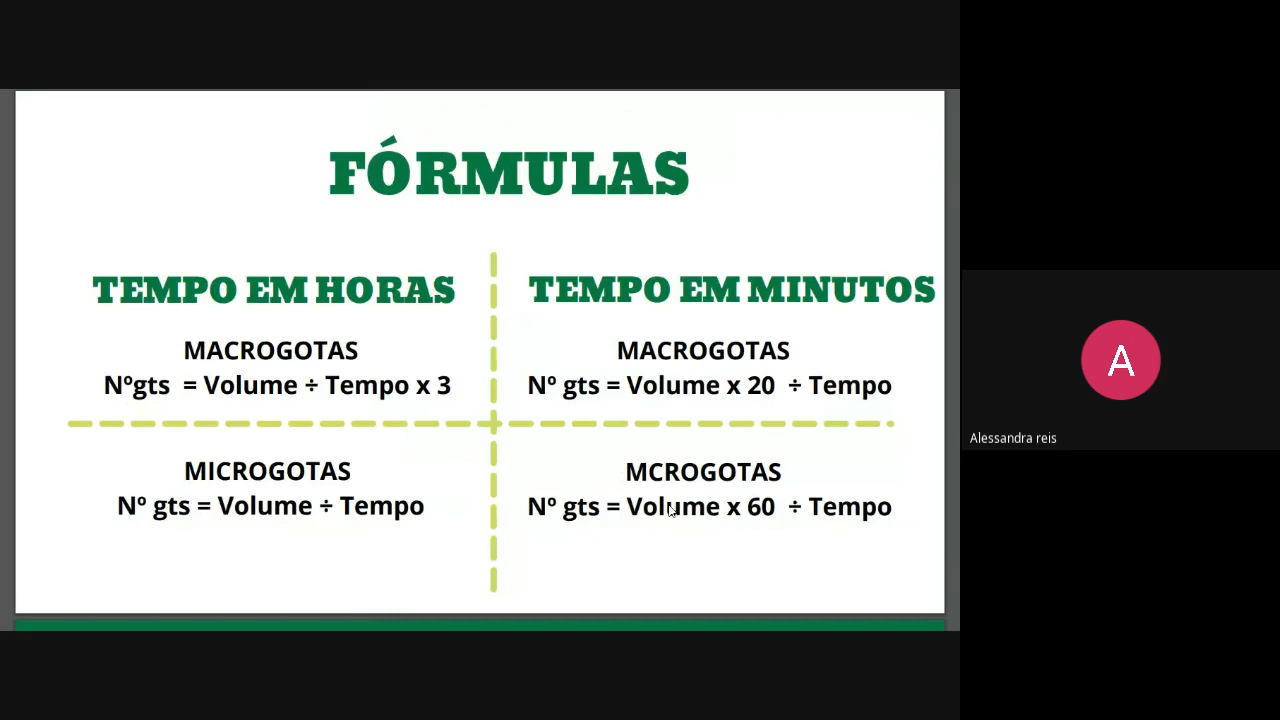 FÓRMULAS
TEMPO EM HORAS
MACROGOTAS
Nºgts = Volume ÷ Tempo x 3
MICROGOTAS
Nº gts = Volume ÷ Tempo
TEMPO EM MINUTOS
MACROGOTAS
Nº gts = Volume x 20 ÷ Tempo
MCROGOTAS
Nº gts = Volume x 60 ÷ Tempo
A
Alessandra reis